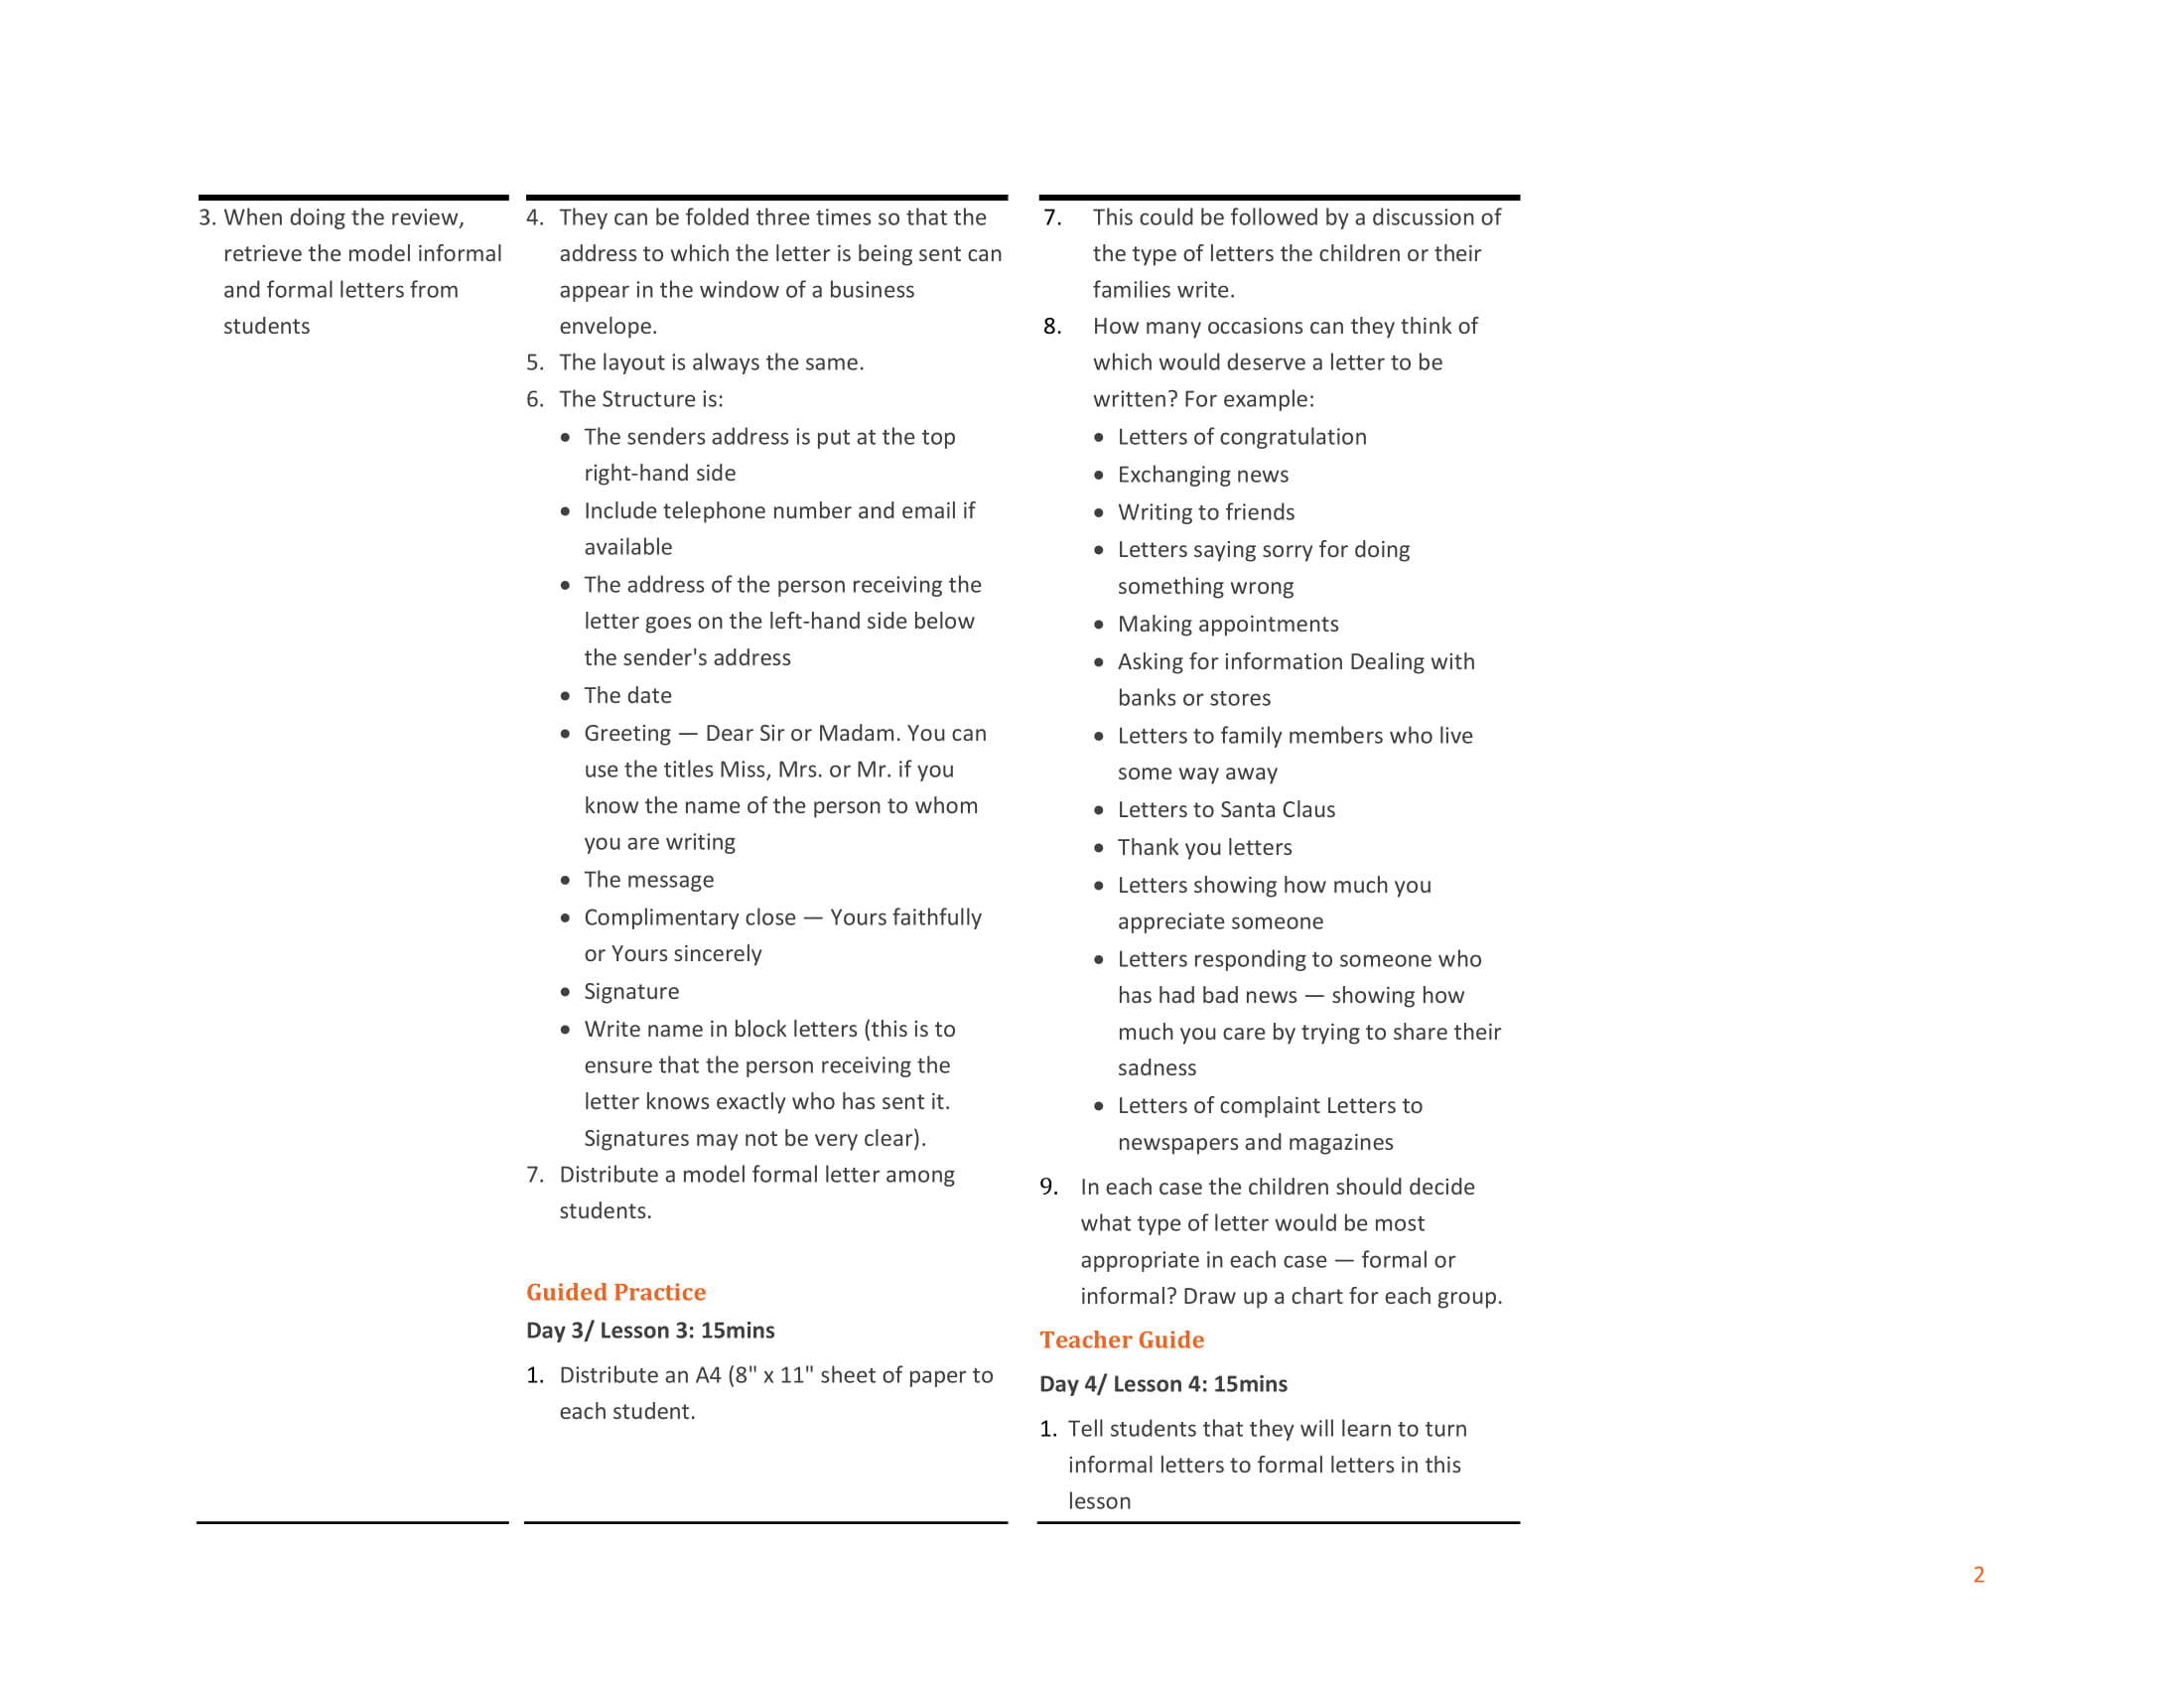 3. When doing the review,
retrieve the model informal
and formal letters from
students
4. They can be folded three times so that the
address to which the letter is being sent can
appear in the window of a business
envelope.
5. The layout is always the same.
6. The Structure is:
• The senders address is put at the top
right-hand side
• Include telephone number and email if
available
• The address of the person receiving the
letter goes on the left-hand side below
the sender's address
• The date
• Greeting — Dear Sir or Madam. You can
use the titles Miss, Mrs. or Mr. if you
know the name of the person to whom
you are writing
• The message
• Complimentary close — Yours faithfully
or Yours sincerely
• Signature
• Write name in block letters (this is to
ensure that the person receiving the
letter knows exactly who has sent it.
Signatures may not be very clear).
7. Distribute a model formal letter among
students.
Guided Practice
Day 3/ Lesson 3: 15mins
1. Distribute an A4 (8" x 11" sheet of paper to
each student.
7. This could be followed by a discussion of
the type of letters the children or their
families write.
8. How many occasions can they think of
which would deserve a letter to be
written? For example:
• Letters of congratulation
• Exchanging news
• Writing to friends
• Letters saying sorry for doing
something wrong
• Making appointments
• Asking for information Dealing with
banks or stores
• Letters to family members who live
some way away
• Letters to Santa Claus
• Thank you letters
• Letters showing how much you
appreciate someone
• Letters responding to someone who
has had bad news — showing how
much you care by trying to share their
sadness
• Letters of complaint Letters to
newspapers and magazines
9. In each case the children should decide
what type of letter would be most
appropriate in each case — formal or
informal? Draw up a chart for each group.
Teacher Guide
Day 4/ Lesson 4: 15mins
1. Tell students that they will learn to turn
informal letters to formal letters in this
lesson
2